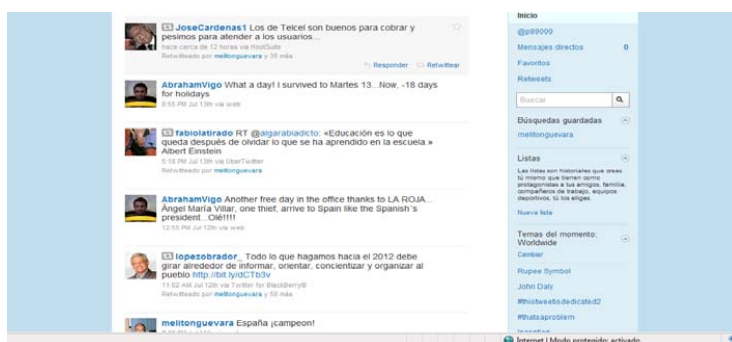 JoseCardenas1 Los de Telcel son buenos para cobrar y
pesimos para atender a los usuarios...
hace cerca de 12 horas via HootSuite
Retwitteado por melitonguevara y 35 más
Responder Retwittear
AbrahamVigo What a day! I survived to Martes 13...Now, -18 days
for holidays
8:55 PM Jul 13th via web
fabiolatirado RT @algarabiadicto: «Educación es lo que
queda después de olvidar lo que se ha aprendido en la escuela.»
Albert Einstein
5:18 PM Jul 13th via UberTwitter
Retwitteado por melitonguevara
AbrahamVigo Another free day in the office thanks to LA ROJA...
Ángel María Villar, one thief, arrive to Spain like the Spanish´s
president...Olé!!!!
12:55 PM Jul 12th via web
lopezobrador_ Todo lo que hagamos hacia el 2012 debe
girar alrededor de informar, orientar, concientizar y organizar al
pueblo http://bit.ly/dCTb3v
11:02 AM Jul 12th via Twitter for BlackBerry®
Retwitteado por melitonguevara y 58 más
melitonguevara España ¡campeon!
Inicio
@p89000
Mensajes directos 0
Favoritos
Retweets
Buscar
Búsquedas guardadas
melitonguevara
Listas
Las listas son historiales que creas
tú mismo que tienen como
protagonistas a tus amigos, familia,
compañeros de trabajo, equipos
deportivos, tú los eliges.
Nueva lista
Temas del momento:
Worldwide
Cambiar
Rupee Symbol
John Daly
#thistweetisdedicated2
#thatsaproblem
Inception
Internet | Modo protegido: activado